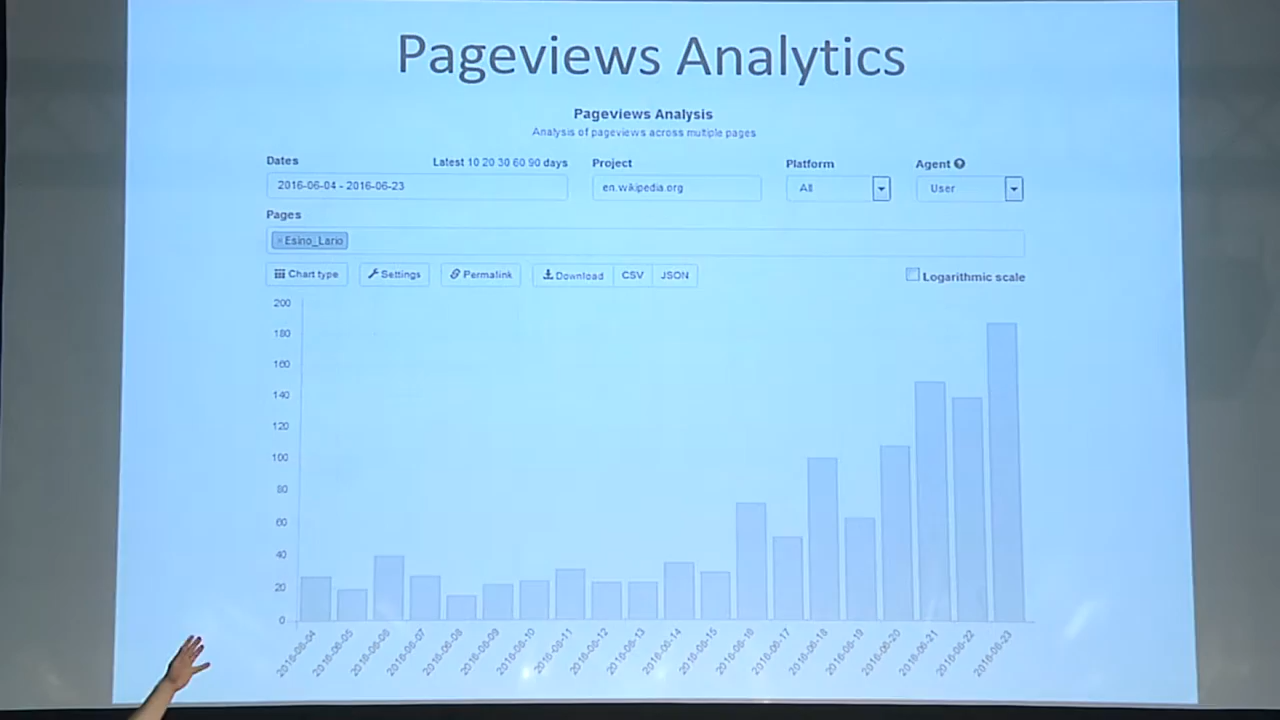 Pageviews Analytics
Pageviews Analysis
Analysis of pageviews across multiple pages
Dates Latest 10 20 30 60 90 days Project Platform Agent
2016-06-04 - 2016-06-23 en.wikipedia.org All User
Pages
×Esino_Lario
Chart type Settings Permalink Download CSV JSON Logarithmic scale
200
180
160
140
120
100
80
60
40
20
0
2016-06-04 2016-06-05 2016-06-06 2016-06-07 2016-06-08 2016-06-09 2016-06-10 2016-06-11 2016-06-12 2016-06-13 2016-06-14 2016-06-15 2016-06-16 2016-06-17 2016-06-18 2016-06-19 2016-06-20 2016-06-21 2016-06-22 2016-06-23